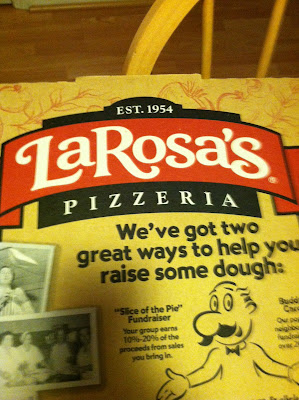 EST. 1954
LaRosa's®
PIZZERIA
We've got two
great ways to help you
raise some dough:
"Slice of the Pie"
Fundraiser
Your group earns
10%-20% of the
proceeds from sales
you bring in.